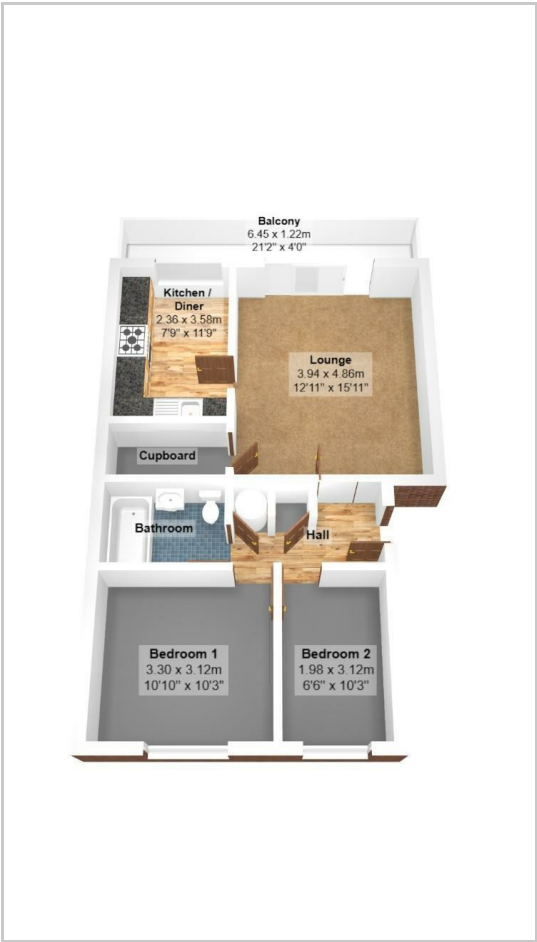 Balcony
6.45 x 1.22m
21'2" x 4'0"
Kitchen /
Diner
2.36 x 3.58m
7'9" x 11'9"
Lounge
3.94 x 4.86m
12'11" x 15'11"
Cupboard
Bathroom
Hall
Bedroom 1
3.30 x 3.12m
10'10" x 10'3"
Bedroom 2
1.98 x 3.12m
6'6" x 10'3"